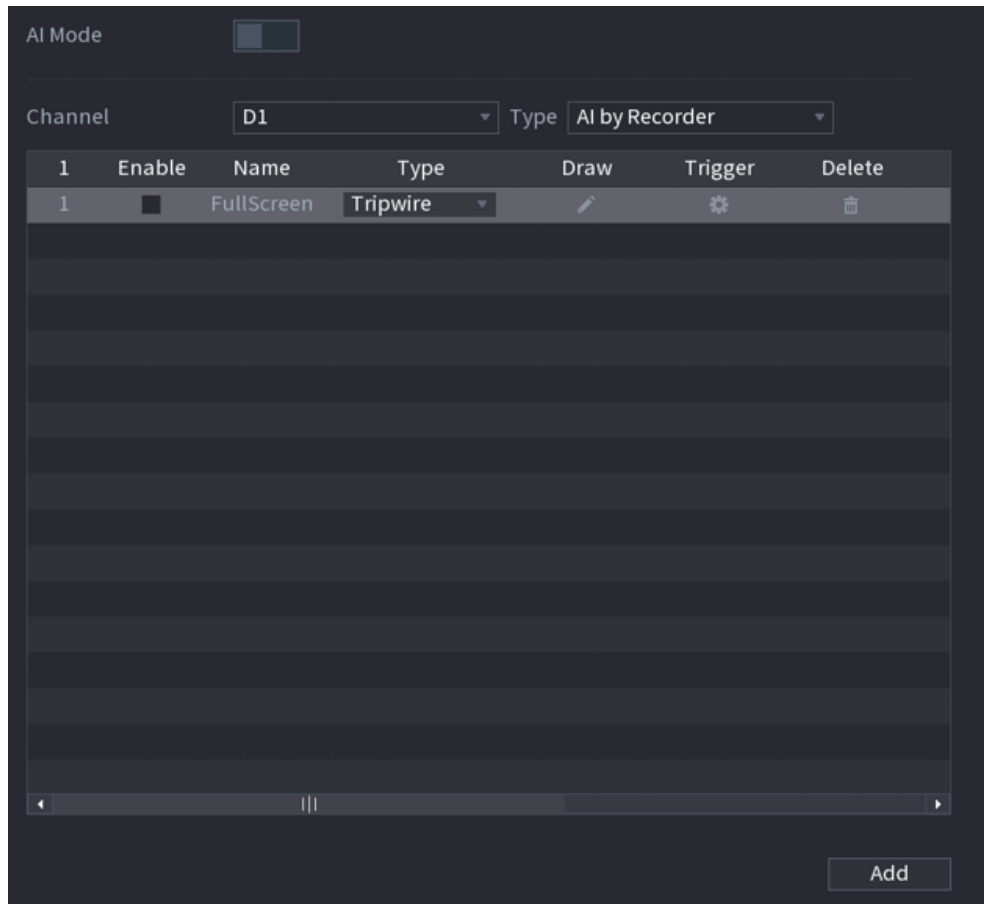 AI Mode
Channel D1 Type AI by Recorder
1 Enable Name Type Draw Trigger Delete
1 FullScreen Tripwire
Add